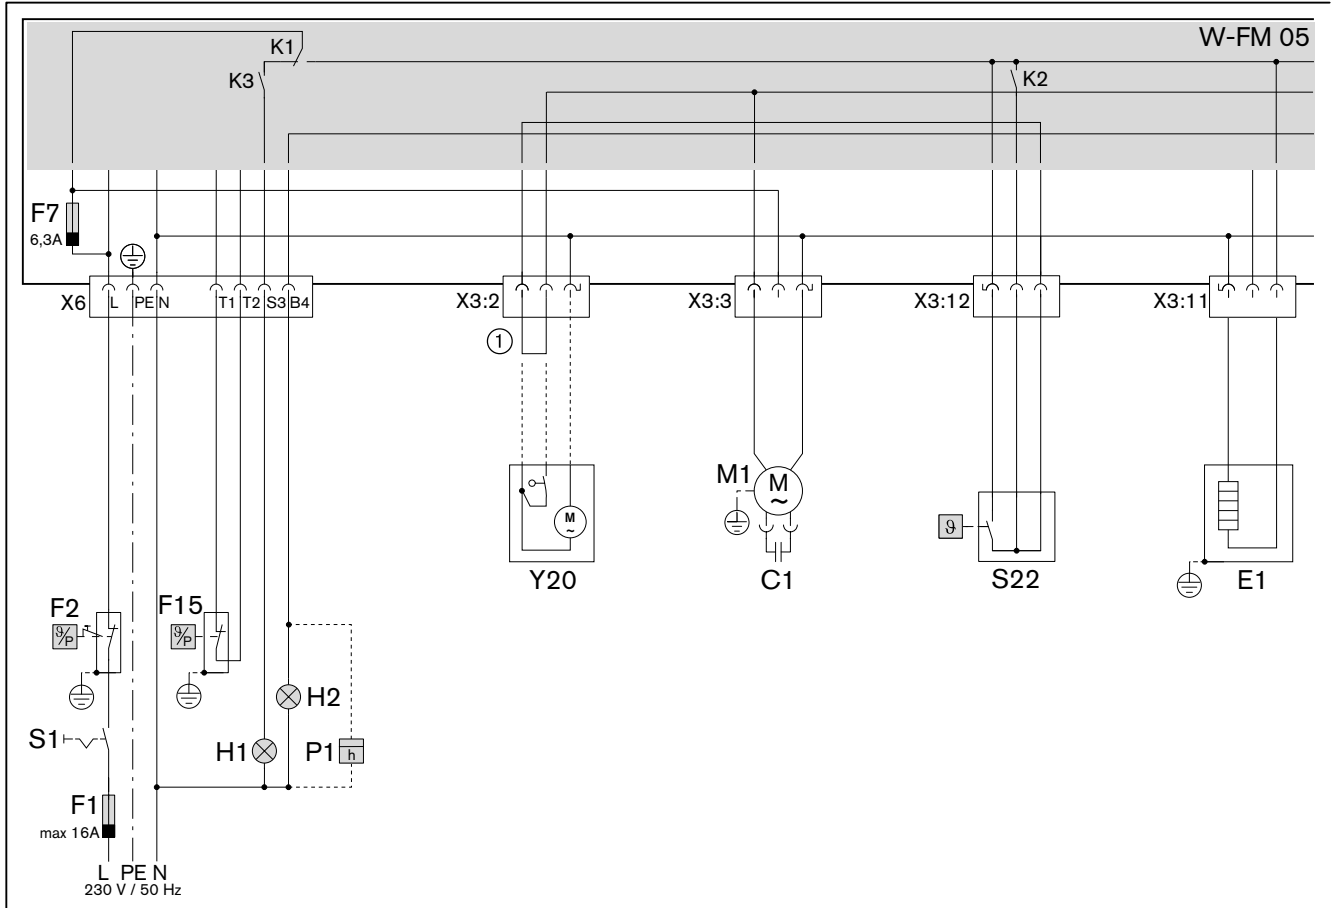 W-FM 05
K1
K3
K2
F7
6,3A
X6
L
PE
N
T1
T2
S3
B4
X3:2
X3:3
X3:12
X3:11
1
M1
M
~
M
~
ϑ
Y20
C1
S22
E1
F2
F15
ϑ/P
ϑ/P
H2
S1
H1
P1
h
F1
max 16A
L PE N
230 V / 50 Hz